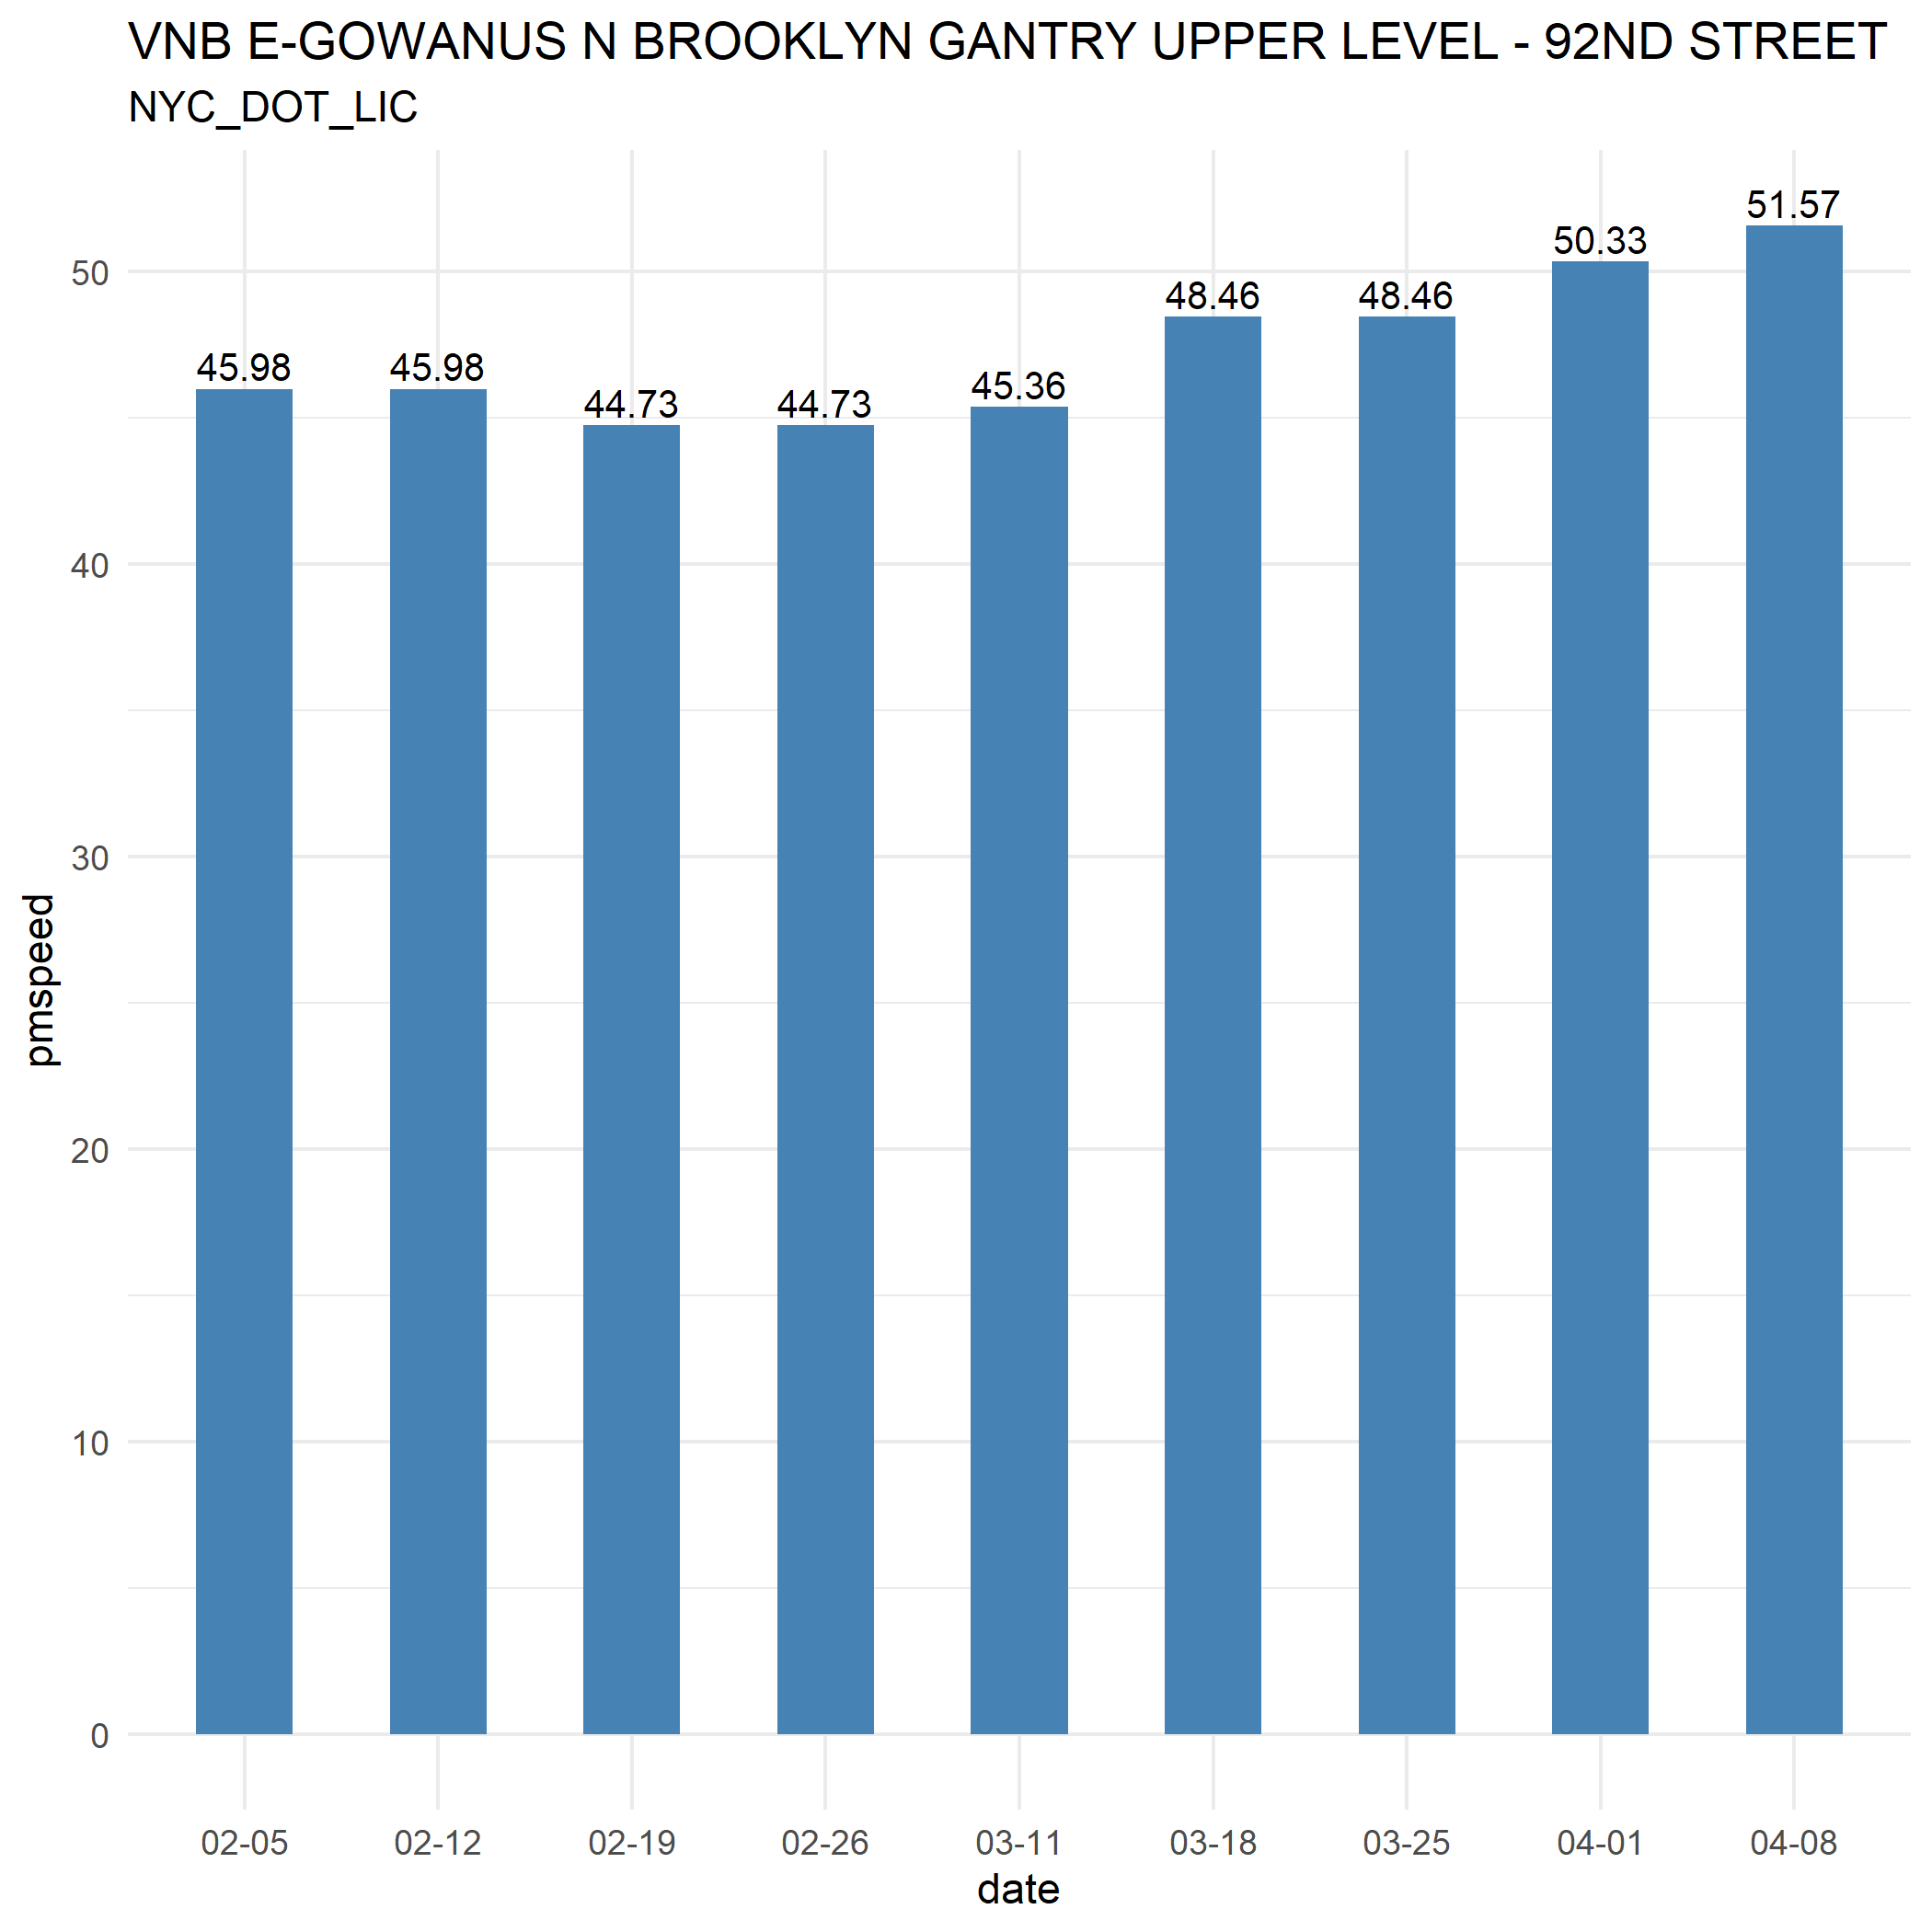 VNB E-GOWANUS N BROOKLYN GANTRY UPPER LEVEL - 92ND STREET
NYC_DOT_LIC
51.57
50.33
48.46 48.46
45.98 45.98
45.36
44.73 44.73
50
40
30
20
10
0
pmspeed
02-05 02-12 02-19 02-26 03-11 03-18 03-25 04-01 04-08
date